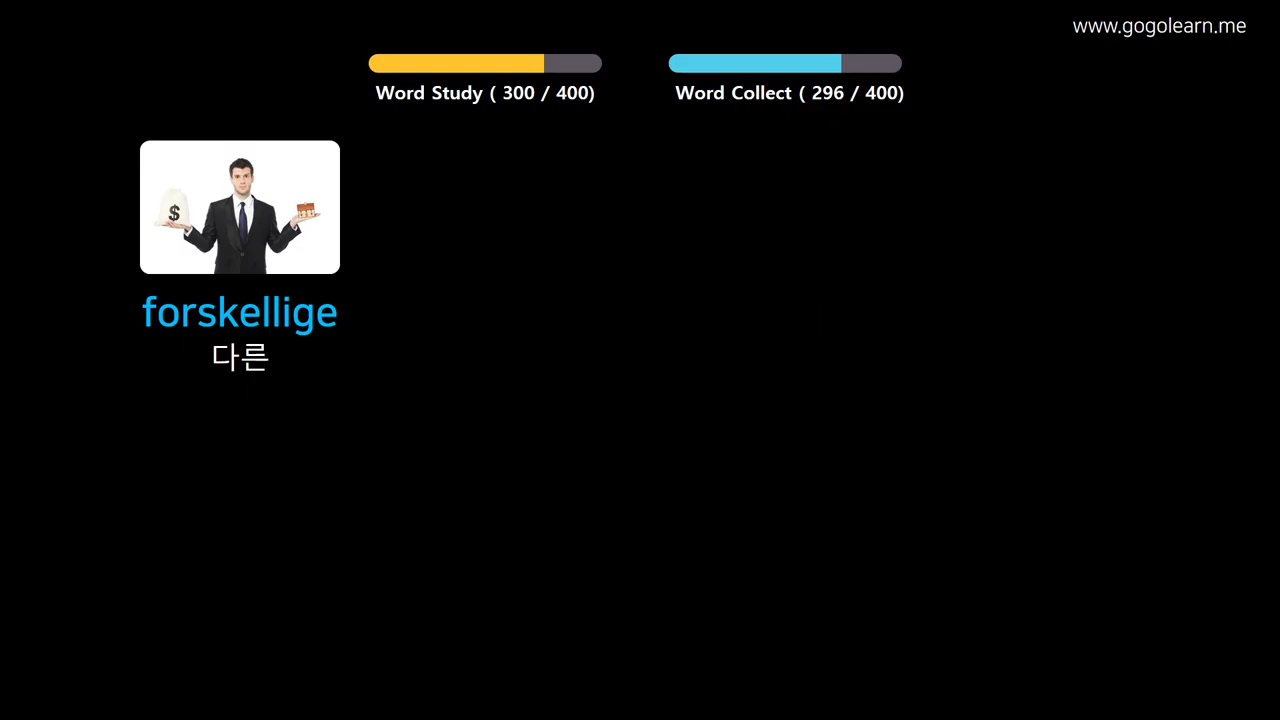 www.gogolearn.me
Word Study ( 300 / 400)
Word Collect ( 296 / 400)
$
forskellige
다른